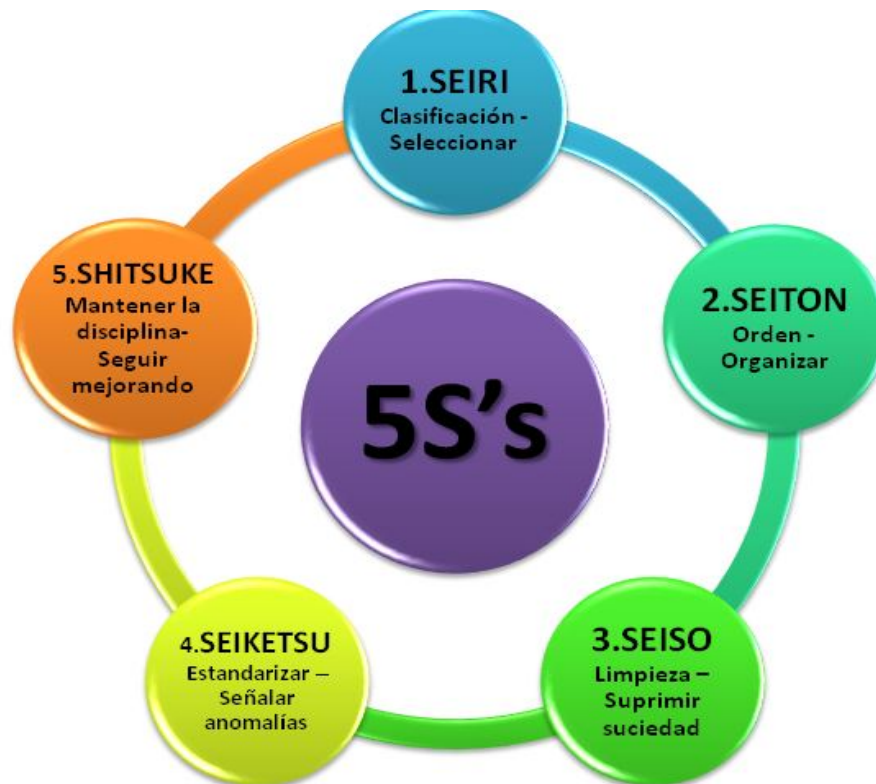 1.SEIRI
Clasificación -
Seleccionar
2.SEITON
Orden -
Organizar
3.SEISO
Limpieza –
Suprimir
suciedad
4.SEIKETSU
Estandarizar –
Señalar
anomalías
5.SHITSUKE
Mantener la
disciplina-
Seguir
mejorando
5S’s